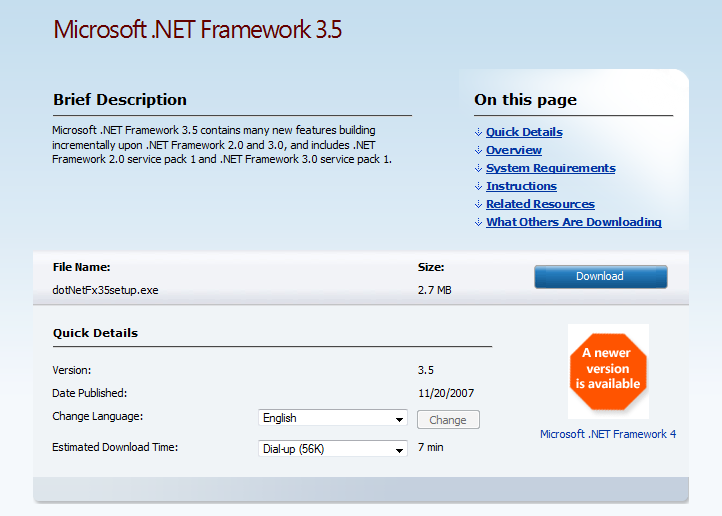 Microsoft .NET Framework 3.5
Brief Description
Microsoft .NET Framework 3.5 contains many new features building
incrementally upon .NET Framework 2.0 and 3.0, and includes .NET
Framework 2.0 service pack 1 and .NET Framework 3.0 service pack 1.
On this page
Quick Details
Overview
System Requirements
Instructions
Related Resources
What Others Are Downloading
File Name: Size:
dotNetFx35setup.exe 2.7 MB
Download
Quick Details
Version: 3.5
Date Published: 11/20/2007
Change Language: English Change
Estimated Download Time: Dial-up (56K) 7 min
A newer
version
is available
Microsoft .NET Framework 4